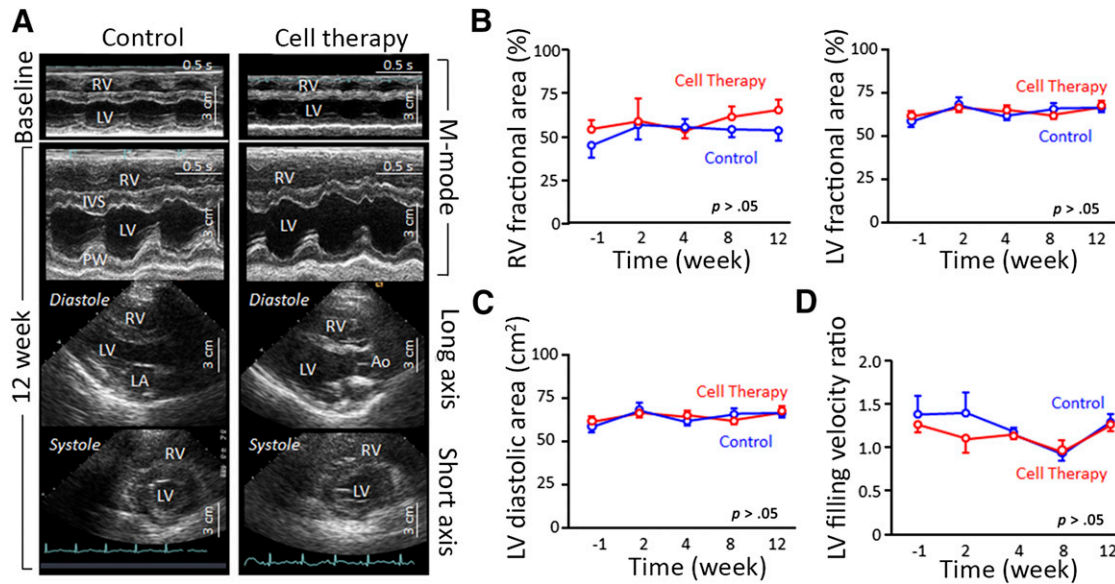 A
Control
Cell therapy
Baseline
12 week
0.5 s
RV
LV
3 cm
0.5 s
RV
LV
3 cm
M-mode
0.5 s
RV
IVS
LV
PW
3 cm
0.5 s
RV
LV
3 cm
Diastole
RV
LV
LA
3 cm
Diastole
RV
LV
Ao
3 cm
Long axis
Systole
RV
LV
3 cm
Systole
RV
LV
3 cm
Short axis
B
RV fractional area (%)
100
75
50
25
0
Cell Therapy
Control
p > .05
-1 2 4 8 12
Time (week)
LV fractional area (%)
100
75
50
25
0
Cell Therapy
Control
p > .05
-1 2 4 8 12
Time (week)
C
LV diastolic area (cm²)
100
75
50
25
0
Cell Therapy
Control
p > .05
-1 2 4 8 12
Time (week)
D
LV filling velocity ratio
2.0
1.5
1.0
0.5
0
Control
Cell Therapy
p > .05
-1 2 4 8 12
Time (week)